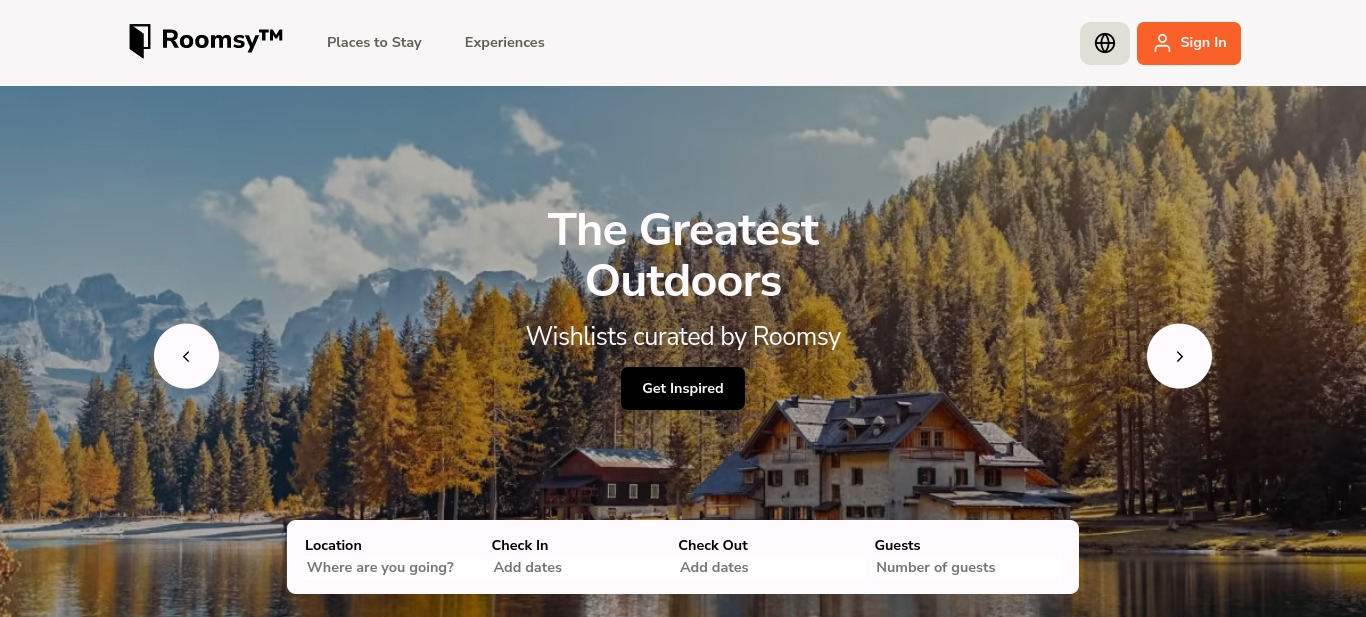 Roomsy™
Places to Stay
Experiences
Sign In
The Greatest
Outdoors
Wishlists curated by Roomsy
Get Inspired
Location
Check In
Check Out
Guests
Where are you going?
Add dates
Add dates
Number of guests